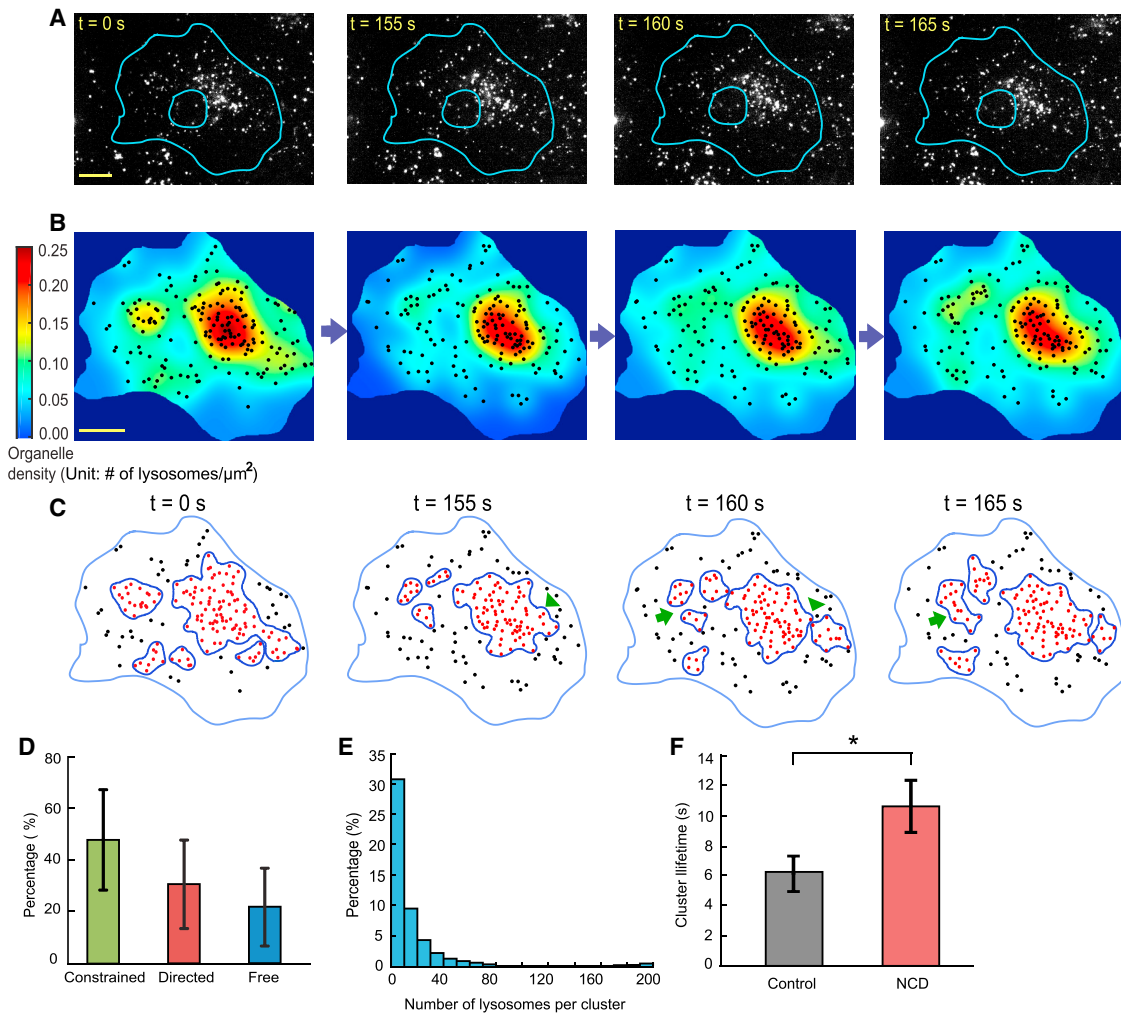 A
t = 0 s
t = 155 s
t = 160 s
t = 165 s
B
0.25
0.20
0.15
0.10
0.05
0.00
Organelle
density (Unit: # of lysosomes/µm²)
C
t = 0 s
t = 155 s
t = 160 s
t = 165 s
D
80
60
40
20
0
Percentage ( %)
Constrained
Directed
Free
E
35
30
25
20
15
10
5
0
Percentage (%)
0
40
80
120
160
200
Number of lysosomes per cluster
F
14
12
10
8
6
4
2
0
Cluster llifetime (s)
*
Control
NCD